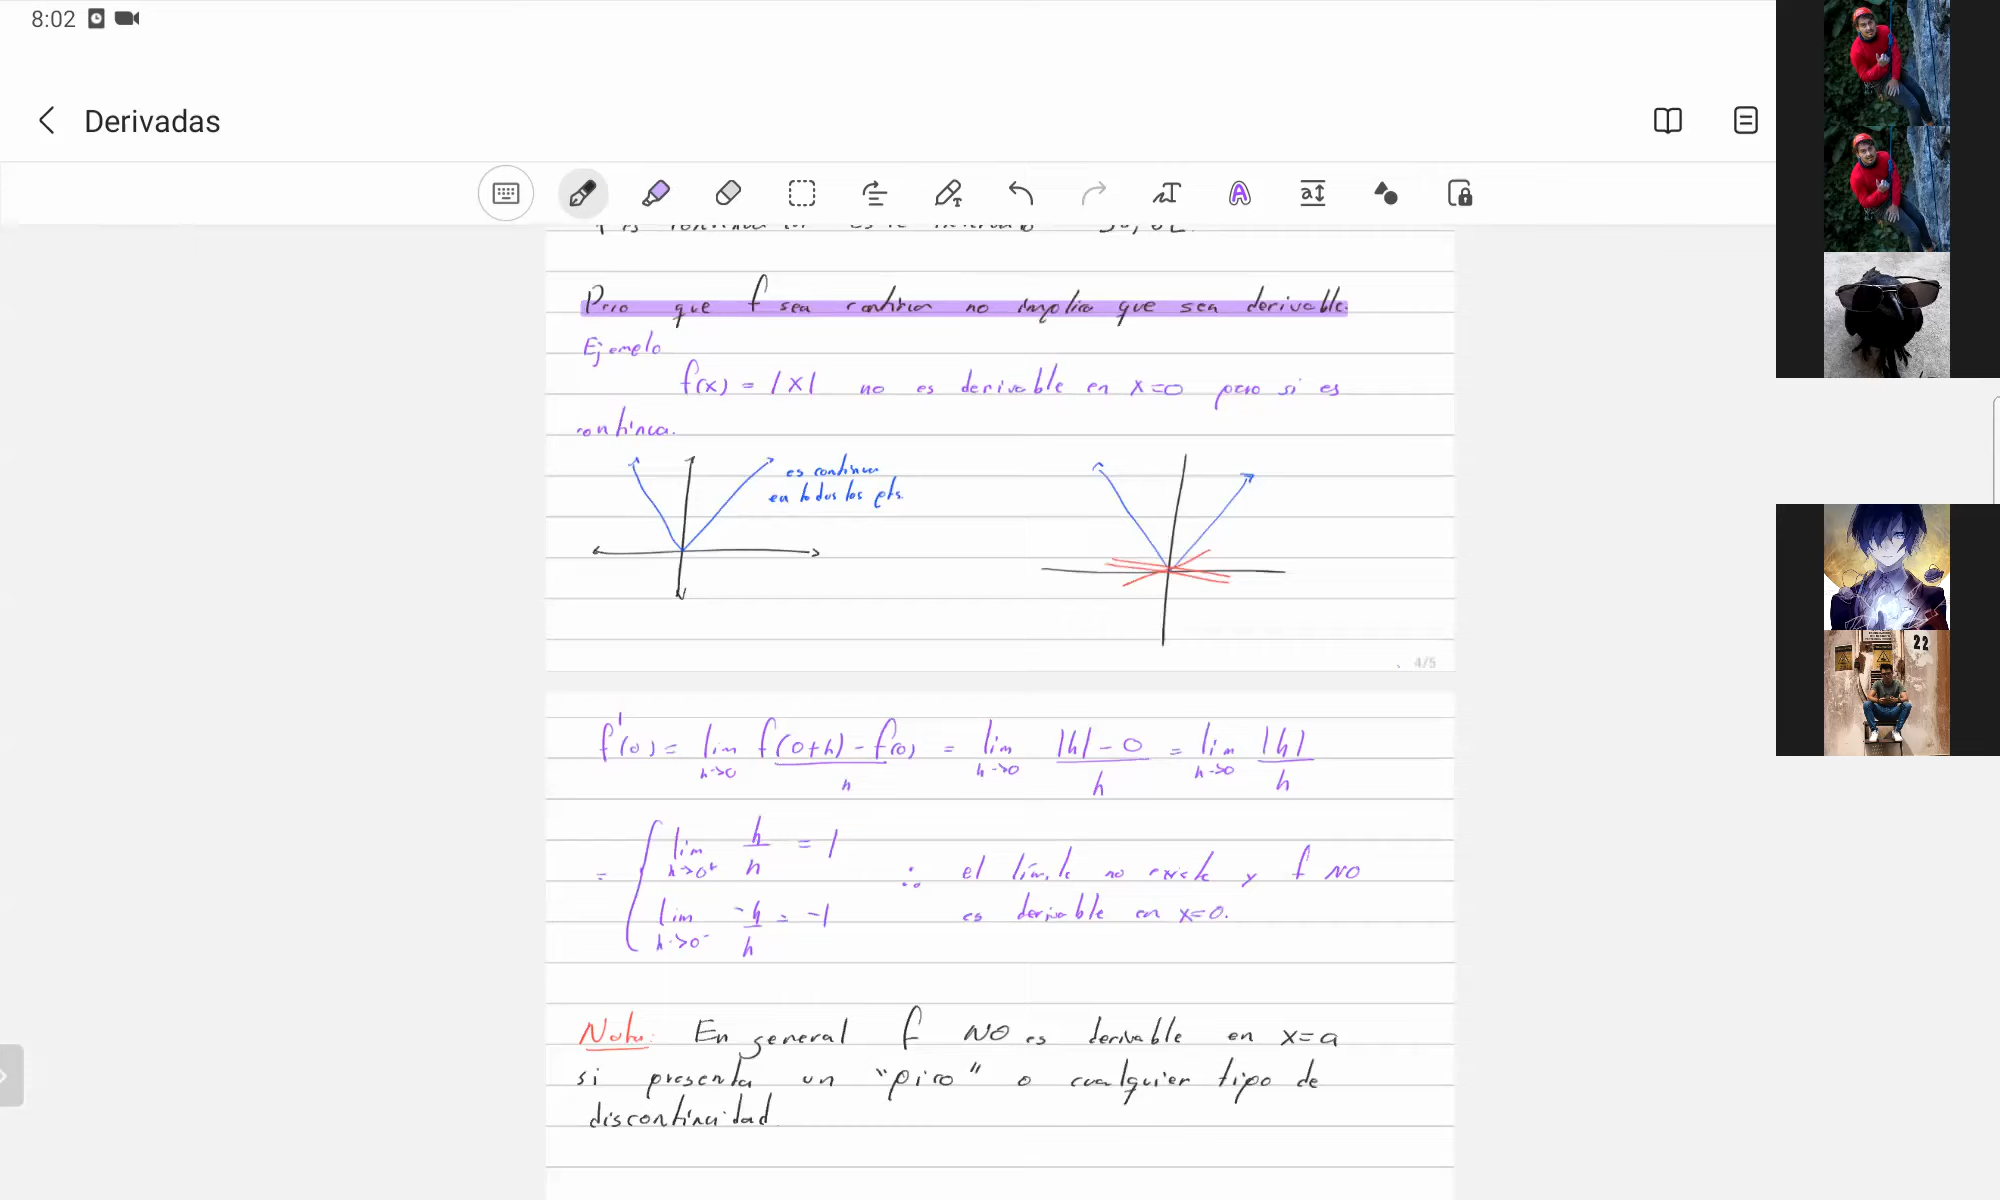 8:02
Derivadas
Pero que f sea continua no implica que sea derivable.
Ejemplo
f(x) = |x| no es derivable en x=0 pero si es
continua.
es continua
en todos los pts.
4/5
f'(0) = lim h->0 f(0+h) - f(0) / h = lim h->0 |h| - 0 / h = lim h->0 |h| / h
= { lim h->0+ h/h = 1
lim h->0- -h/h = -1
∴ el límite no existe y f NO
es derivable en x=0.
Nota: En general f NO es derivable en x=a
si presenta un "pico" o cualquier tipo de
discontinuidad
22